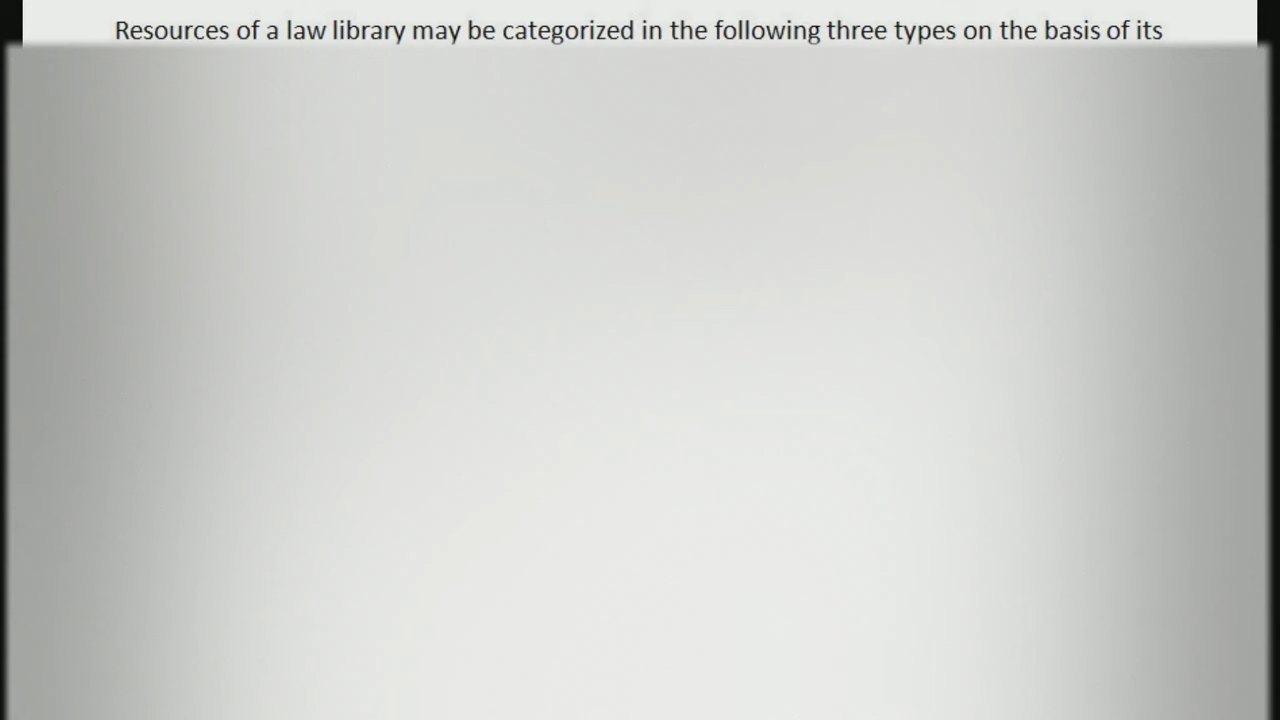 Resources of a law library may be categorized in the following three types on the basis of its